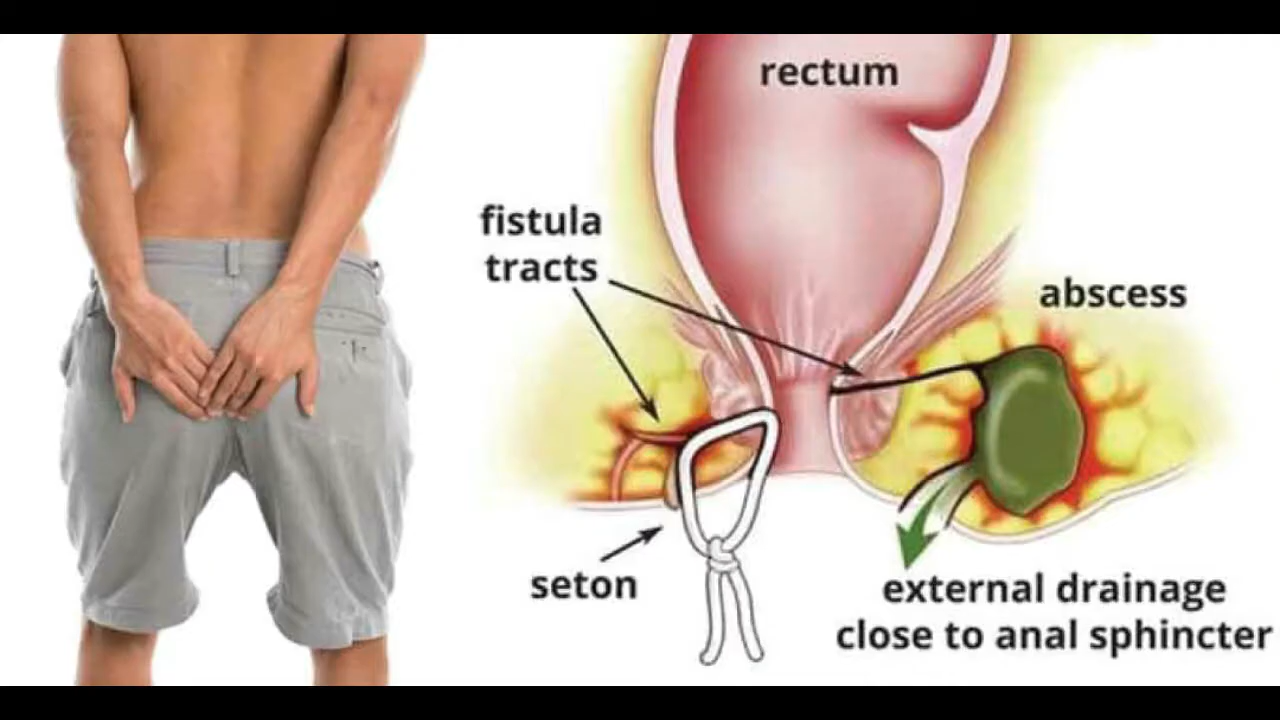 rectum
fistula
tracts
abscess
seton
external drainage
close to anal sphincter